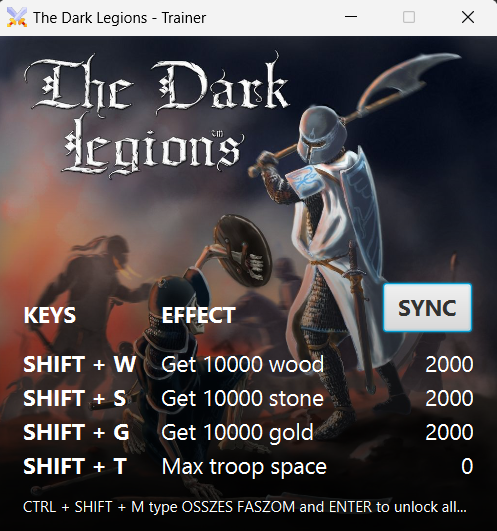 The Dark Legions - Trainer
The Dark
Legions™
SYNC
KEYS EFFECT
SHIFT + W Get 10000 wood 2000
SHIFT + S Get 10000 stone 2000
SHIFT + G Get 10000 gold 2000
SHIFT + T Max troop space 0
CTRL + SHIFT + M type OSSZES FASZOM and ENTER to unlock all...